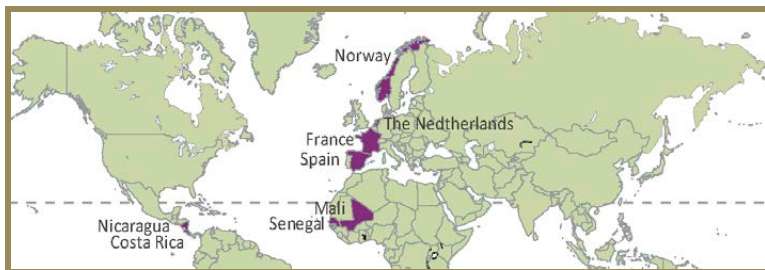 Norway
The Nedtherlands
France
Spain
Mali
Senegal
Nicaragua
Costa Rica